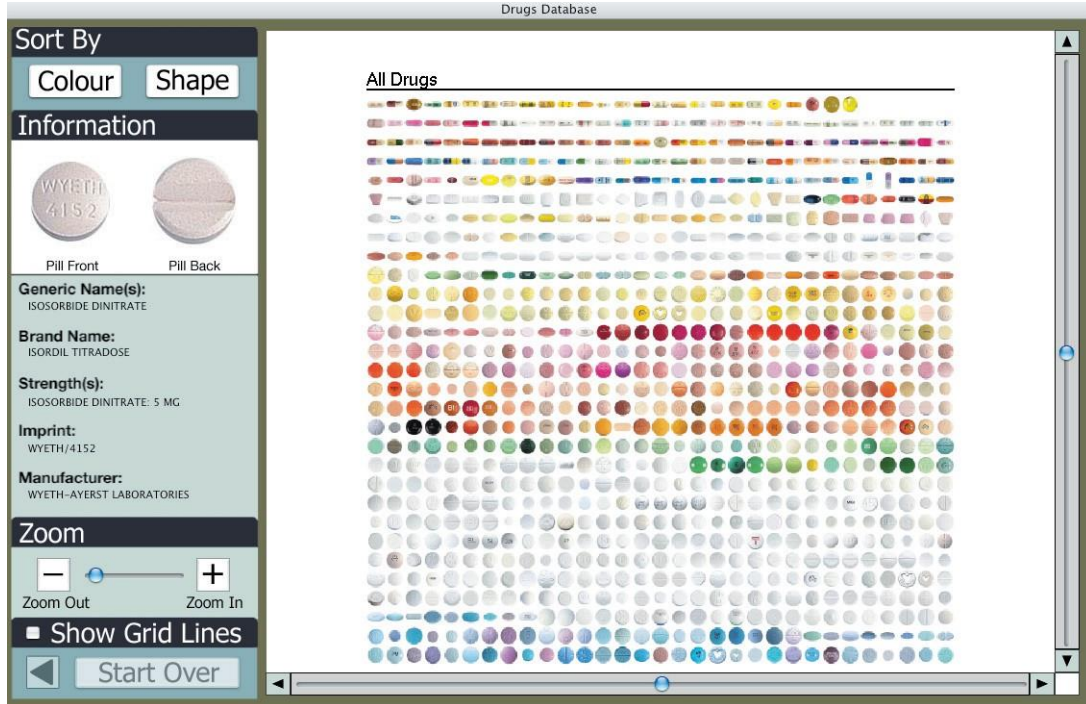 Drugs Database
Sort By
Colour
Shape
Information
WYETH
4152
Pill Front
Pill Back
Generic Name(s):
ISOSORBIDE DINITRATE
Brand Name:
ISORDIL TITRADOSE
Strength(s):
ISOSORBIDE DINITRATE: 5 MG
Imprint:
WYETH/4152
Manufacturer:
WYETH-AYERST LABORATORIES
Zoom
Zoom Out
Zoom In
Show Grid Lines
Start Over
All Drugs